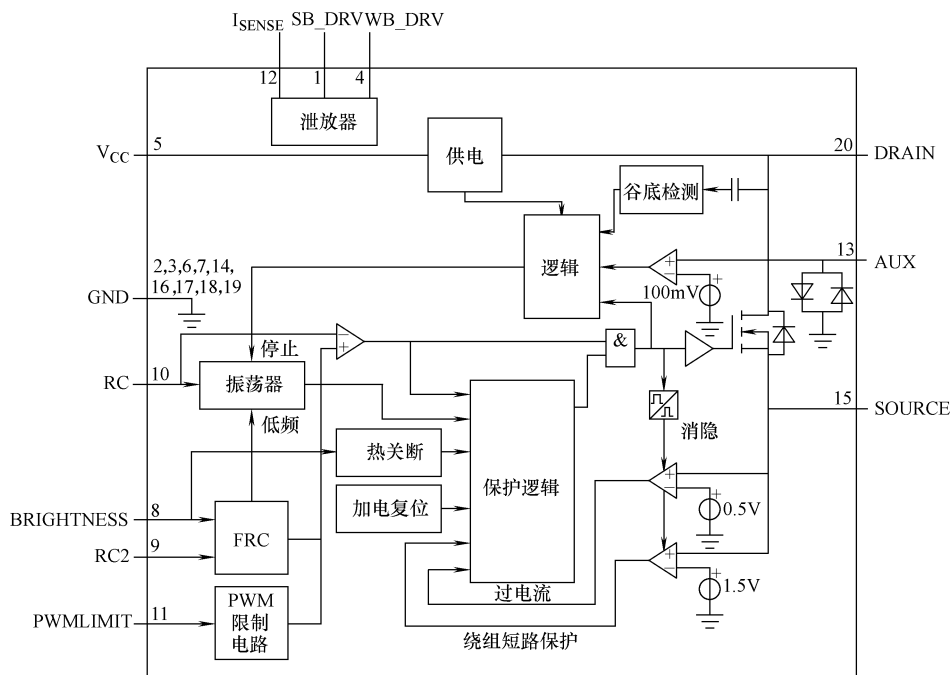 I_SENSE SB_DRV WB_DRV
12 1 4
泄放器
V_CC 5
供电
20 DRAIN
谷底检测
逻辑
13 AUX
100mV
2,3,6,7,14,
16,17,18,19
GND
停止
&
RC 10
振荡器
低频
15 SOURCE
消隐
热关断
保护逻辑
加电复位
BRIGHTNESS 8
FRC
RC2 9
0.5V
过电流
1.5V
PWMLIMIT 11
PWM
限制
电路
绕组短路保护
+
+
−
+
+
−
+
+
−
+